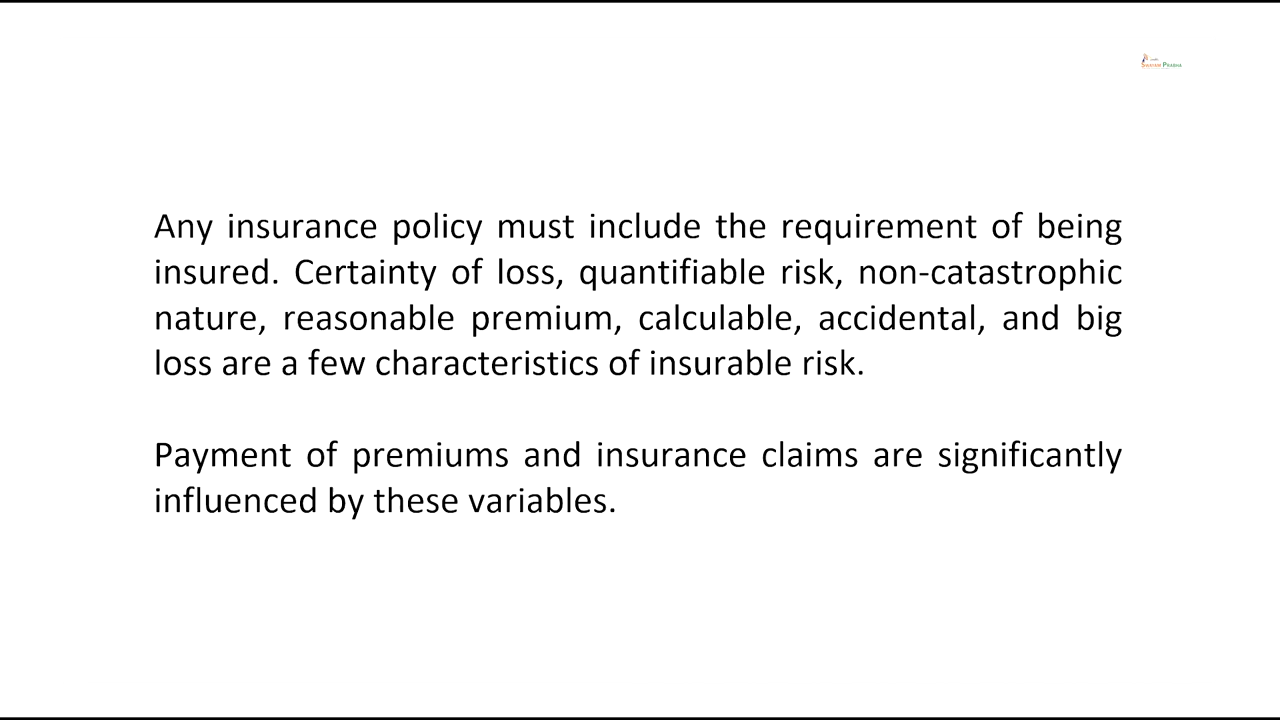 Swayam Prabha
Any insurance policy must include the requirement of being
insured. Certainty of loss, quantifiable risk, non-catastrophic
nature, reasonable premium, calculable, accidental, and big
loss are a few characteristics of insurable risk.
Payment of premiums and insurance claims are significantly
influenced by these variables.